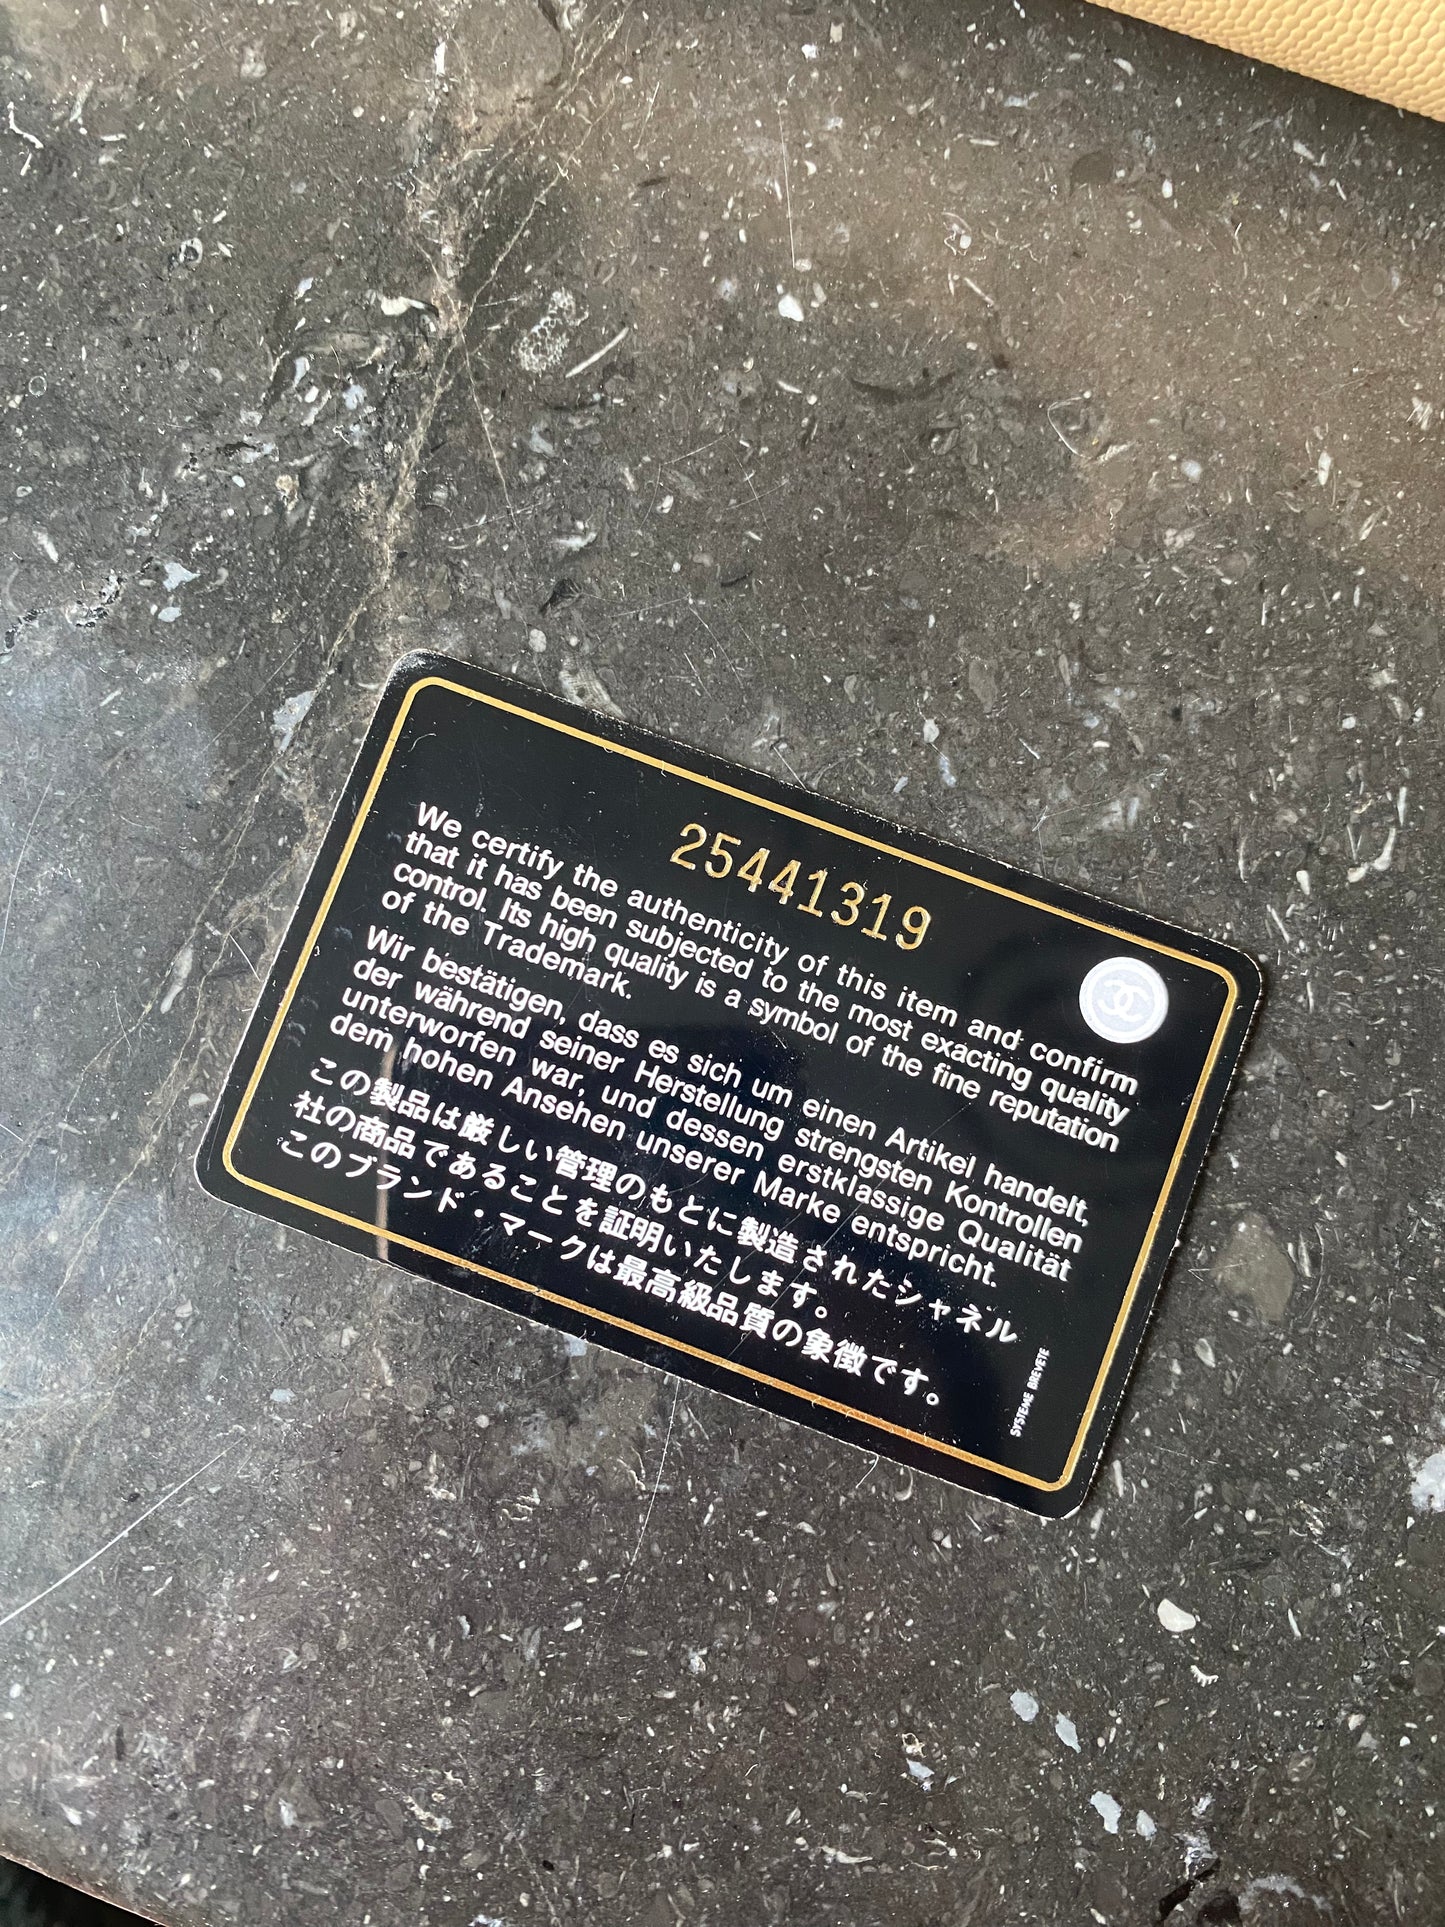 25441319
We certify the authenticity of this item and confirm
that it has been subjected to the most exacting quality
control. Its high quality is a symbol of the fine reputation
of the Trademark.
Wir bestätigen, dass es sich um einen Artikel handelt,
der während seiner Herstellung strengsten Kontrollen
unterworfen war, und dessen erstklassige Qualität
dem hohen Ansehen unserer Marke entspricht.
この製品は厳しい管理のもとに製造されたシャネル
社の商品であることを証明いたします。
このブランド・マークは最高級品質の象徴です。
SYSTEME BREVETE